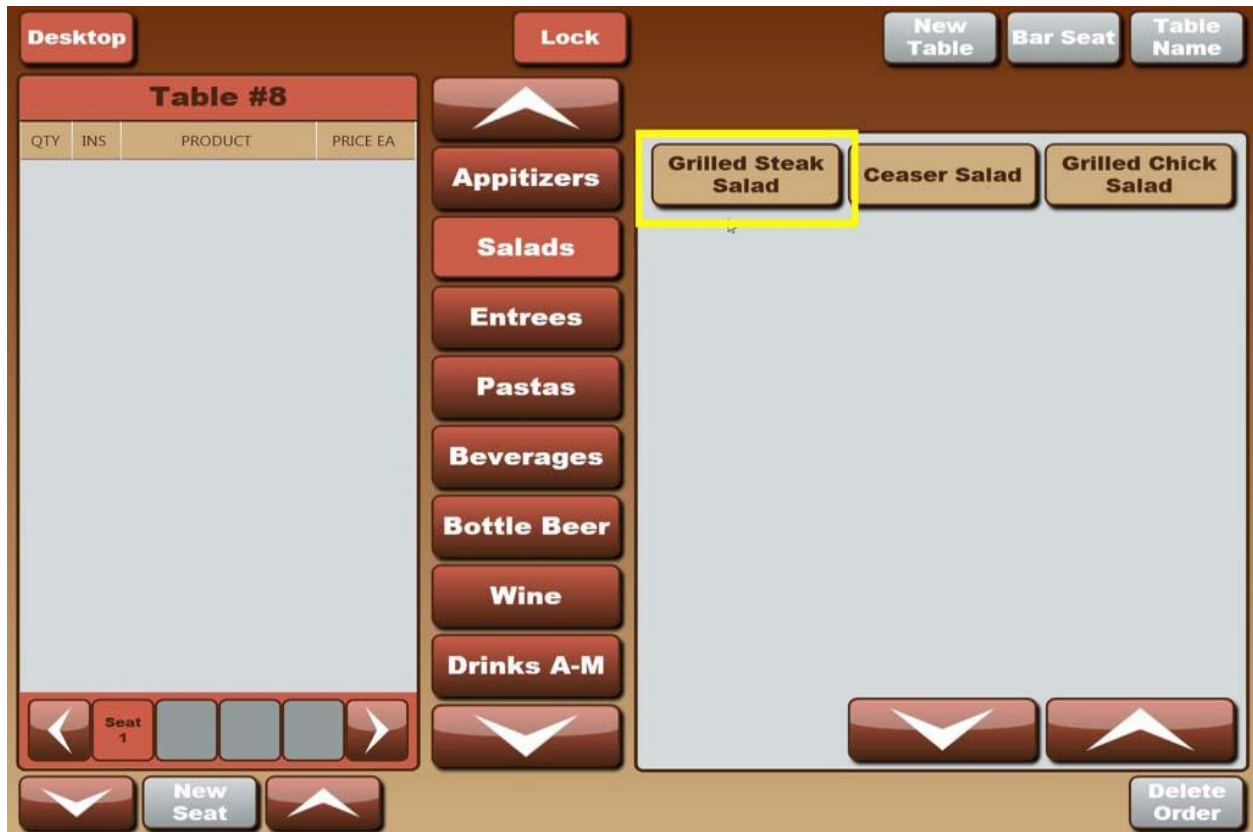 Desktop
Lock
New
Table
Bar Seat
Table
Name
Table #8
QTY INS PRODUCT PRICE EA
Appitizers
Salads
Entrees
Pastas
Beverages
Bottle Beer
Wine
Drinks A-M
Grilled Steak
Salad
Ceaser Salad
Grilled Chick
Salad
Seat
1
New
Seat
Delete
Order